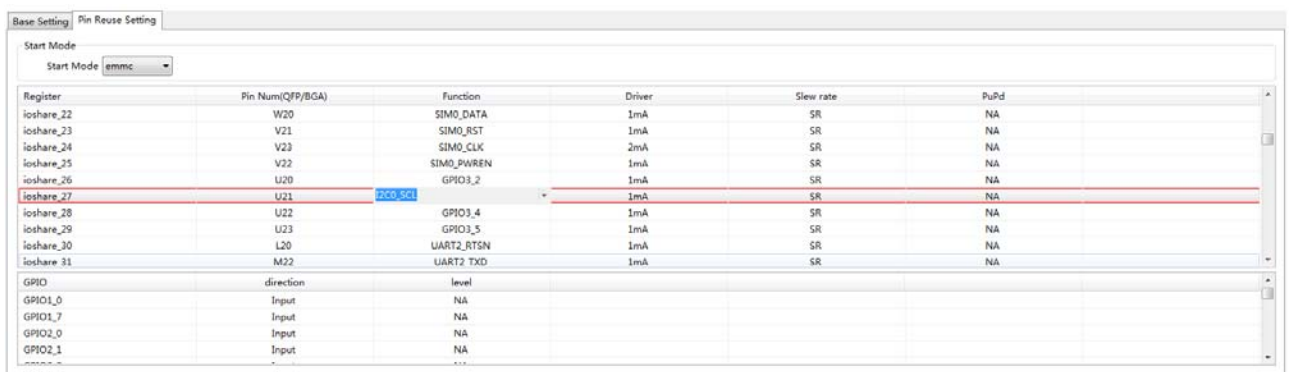 Base Setting Pin Reuse Setting
Start Mode
Start Mode emmc
Register Pin Num(QFP/BGA) Function Driver Slew rate PuPd
ioshare_22 W20 SIM0_DATA 1mA SR NA
ioshare_23 V21 SIM0_RST 1mA SR NA
ioshare_24 V23 SIM0_CLK 2mA SR NA
ioshare_25 V22 SIM0_PWREN 1mA SR NA
ioshare_26 U20 GPIO3_2 1mA SR NA
ioshare_27 U21 I2C0_SCL 1mA SR NA
ioshare_28 U22 GPIO3_4 1mA SR NA
ioshare_29 U23 GPIO3_5 1mA SR NA
ioshare_30 L20 UART2_RTSN 1mA SR NA
ioshare_31 M22 UART2_TXD 1mA SR NA
GPIO direction level
GPIO1_0 Input NA
GPIO1_7 Input NA
GPIO2_0 Input NA
GPIO2_1 Input NA